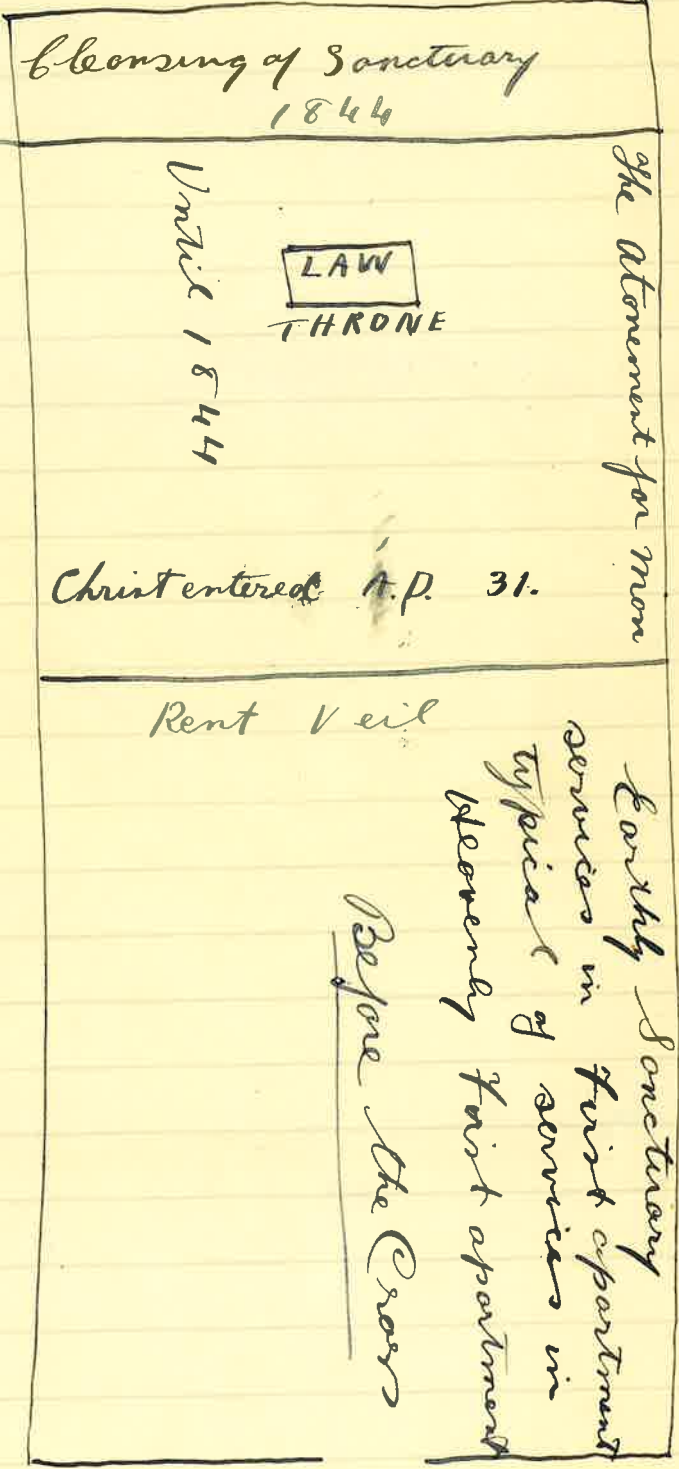 Cleansing of Sanctuary
1844
The Atonement for Man
Until 1844
LAW
THRONE
Christ entered A.D. 31.
Rent Veil
Earthly Sanctuary
services in First apartment
typical of services in
Heavenly First apartment
Before the Cross